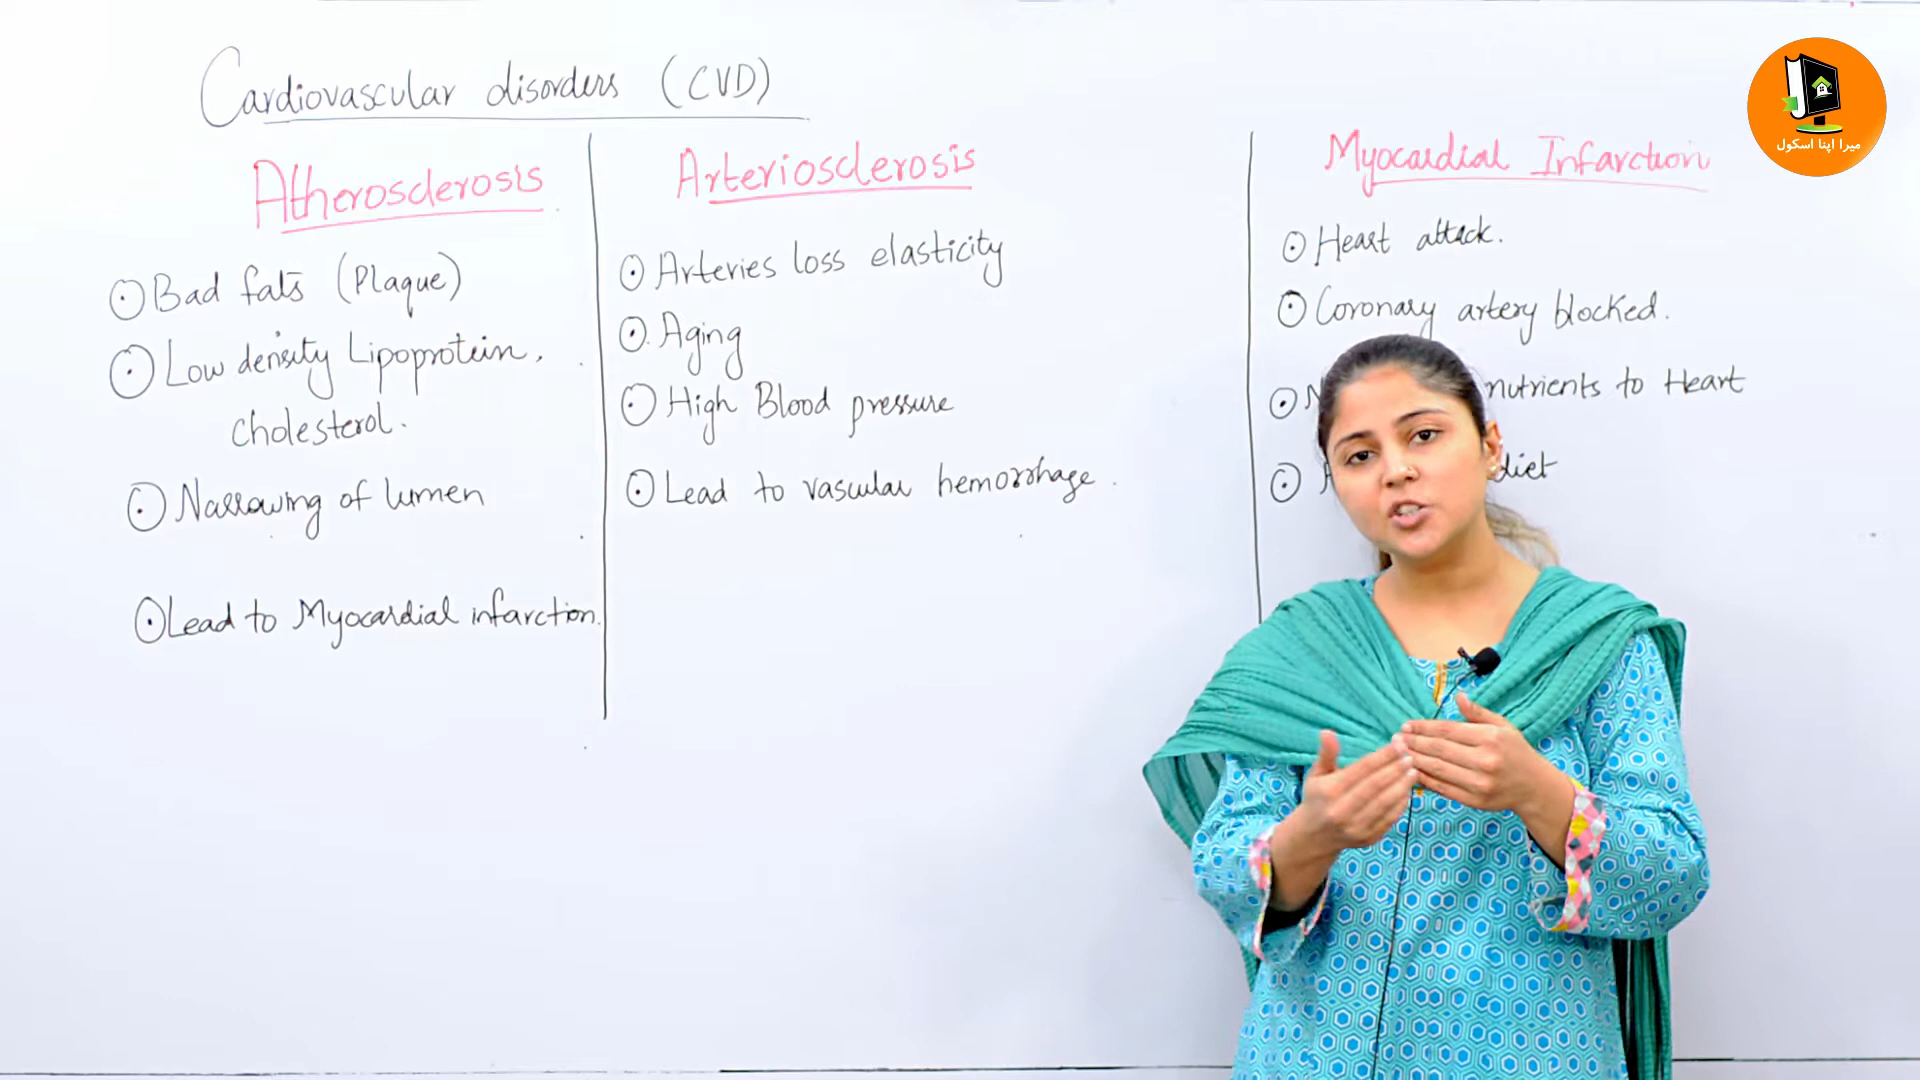 Cardiovascular disorders (CVD)
Atherosclerosis
Bad fats (Plaque)
Low density Lipoprotein.
Cholesterol.
Narrowing of lumen
Lead to Myocardial infarction.
Arteriosclerosis
Arteries loss elasticity
Aging
High Blood pressure
Lead to vascular hemorrhage.
Myocardial Infarction
Heart attack.
Coronary artery blocked.
nutrients to Heart
diet
میرا اپنا اسکول